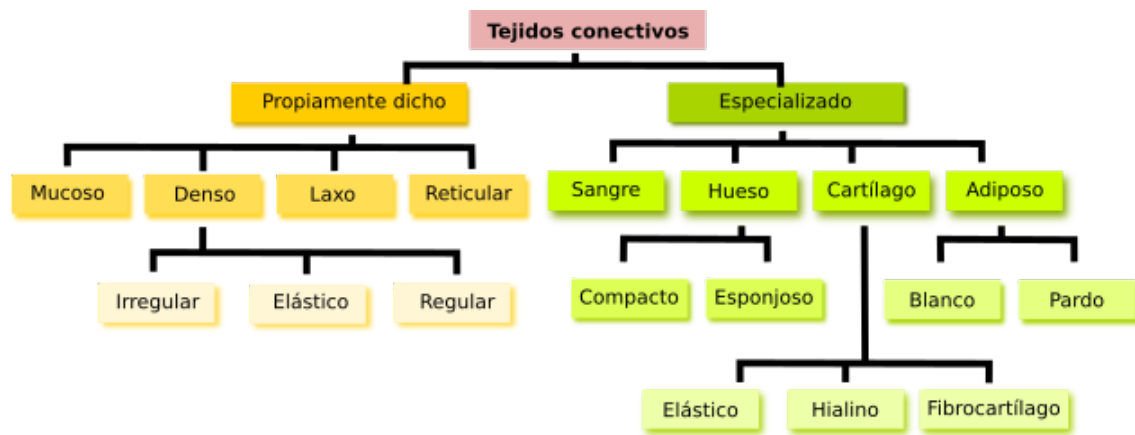 Tejidos conectivos
Propiamente dicho
Especializado
Mucoso
Denso
Laxo
Reticular
Sangre
Hueso
Cartílago
Adiposo
Irregular
Elástico
Regular
Compacto
Esponjoso
Blanco
Pardo
Elástico
Hialino
Fibrocartílago